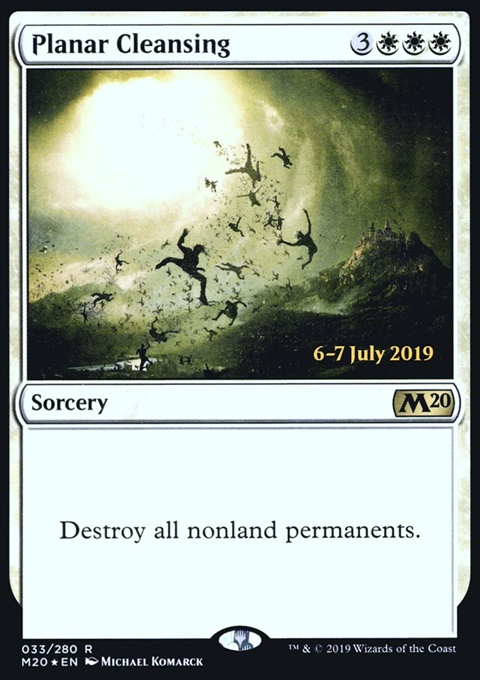 Planar Cleansing 3
6–7 July 2019
Sorcery M20
Destroy all nonland permanents.
033/280 R ™ & © 2019 Wizards of the Coast
M20★EN Michael Komarck